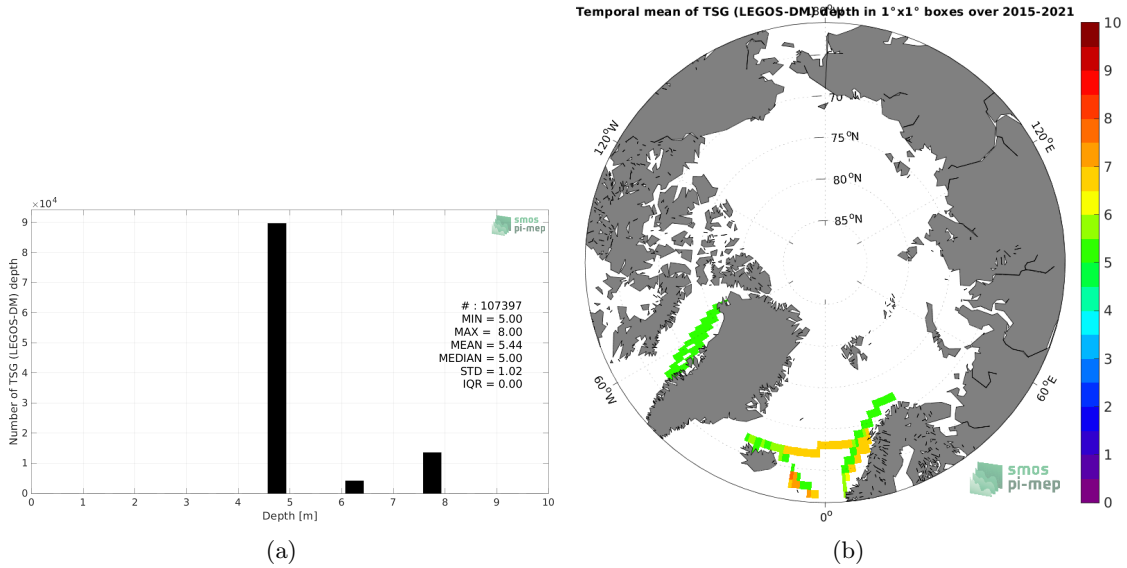 ×10⁴
9
8
7
6
5
4
3
2
1
0
Number of TSG (LEGOS-DM) depth
smos
pi-mep
# : 107397
MIN = 5.00
MAX = 8.00
MEAN = 5.44
MEDIAN = 5.00
STD = 1.02
IQR = 0.00
0 1 2 3 4 5 6 7 8 9 10
Depth [m]
(a)
Temporal mean of TSG (LEGOS-DM) depth in 1°x1° boxes over 2015-2021
180°W
120°W
120°E
60°W
60°E
0°
70
75°N
80°N
85°N
smos
pi-mep
10
9
8
7
6
5
4
3
2
1
0
(b)